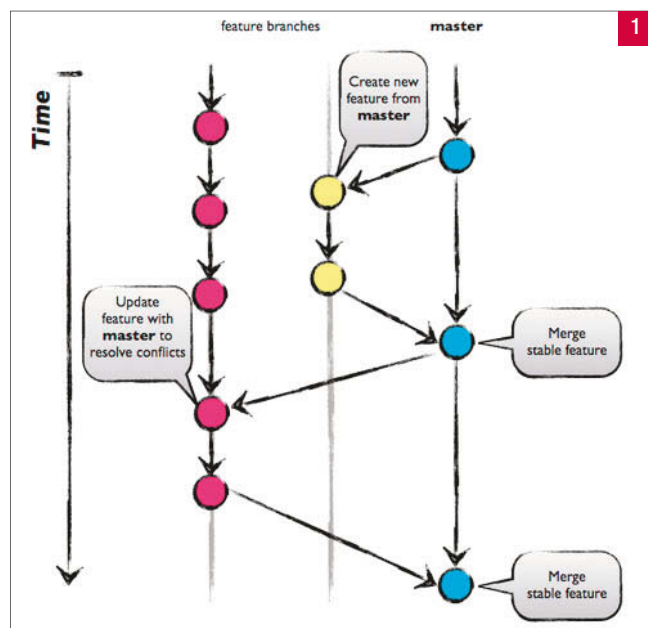 feature branches
master
1
Time
Create new
feature from
master
Update
feature with
master to
resolve conflicts
Merge
stable feature
Merge
stable feature